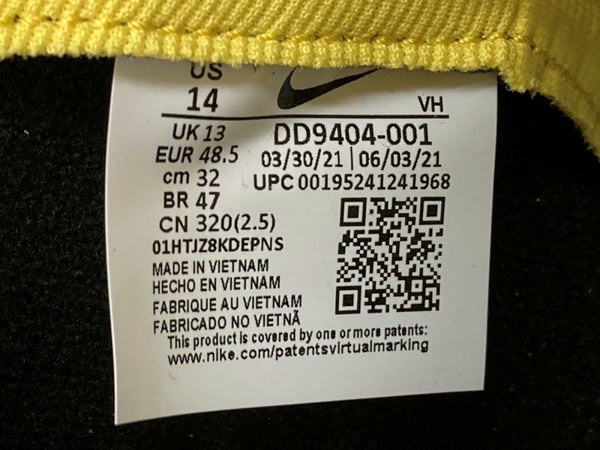 US
14
VH
UK 13
DD9404-001
EUR 48.5
03/30/21 | 06/03/21
cm 32
UPC 00195241241968
BR 47
CN 320(2.5)
01HTJZ8KDEPNS
MADE IN VIETNAM
HECHO EN VIETNAM
FABRIQUE AU VIETNAM
FABRICADO NO VIETNÃ
This product is covered by one or more patents:
www.nike.com/patentsvirtualmarking